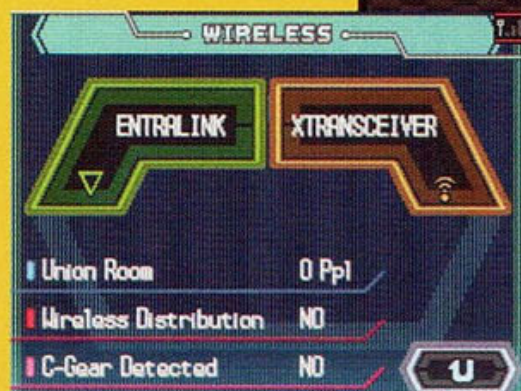 WIRELESS
ENTRALINK
XTRANSCEIVER
Union Room 0 Ppl
Wireless Distribution NO
C-Gear Detected NO